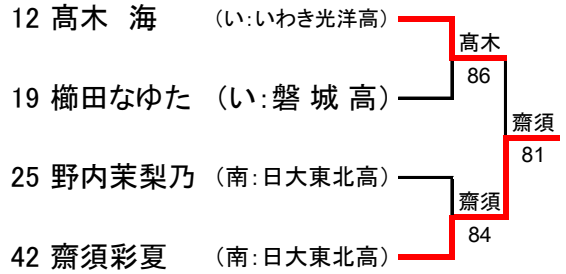 12 髙木 海 （い：いわき光洋高）
髙木
86
19 櫛田なゆた （い：磐 城 高）
齋須
81
25 野内茉梨乃 （南：日大東北高）
齋須
84
42 齋須彩夏 （南：日大東北高）